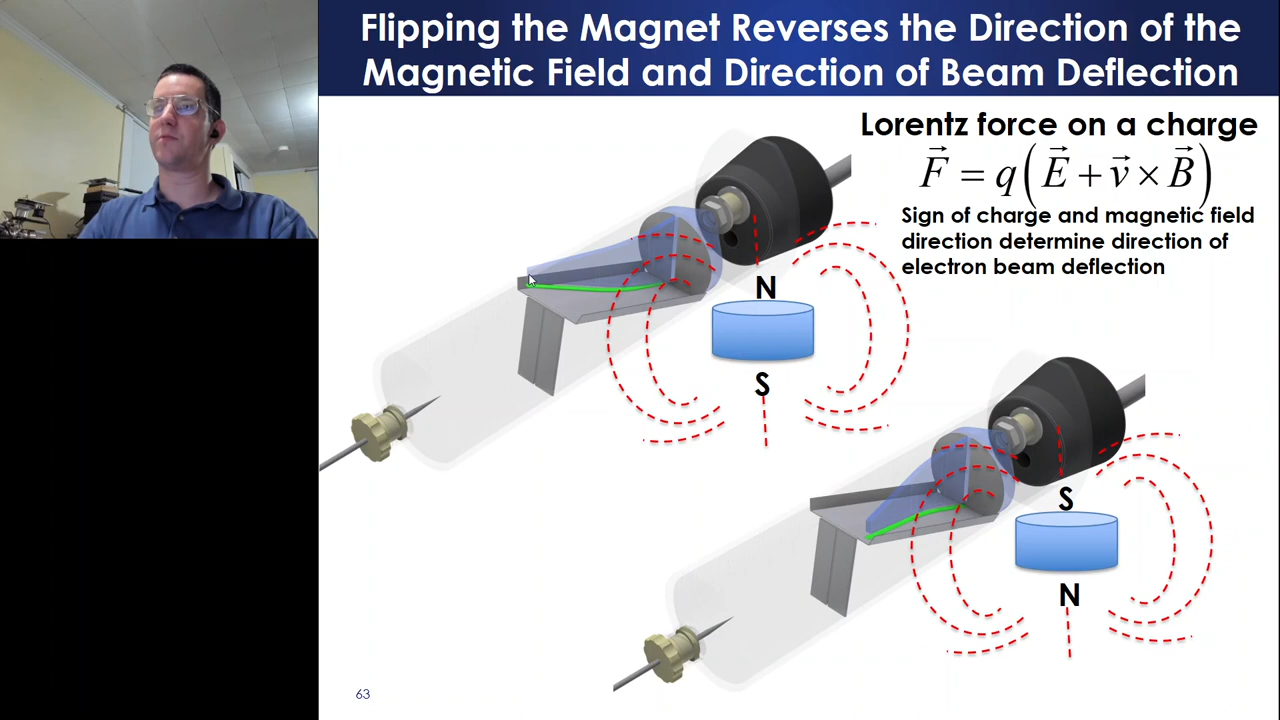 Flipping the Magnet Reverses the Direction of the
Magnetic Field and Direction of Beam Deflection
Lorentz force on a charge
F⃗ = q(E⃗ + v⃗ × B⃗)
Sign of charge and magnetic field
direction determine direction of
electron beam deflection
N
S
S
N
63